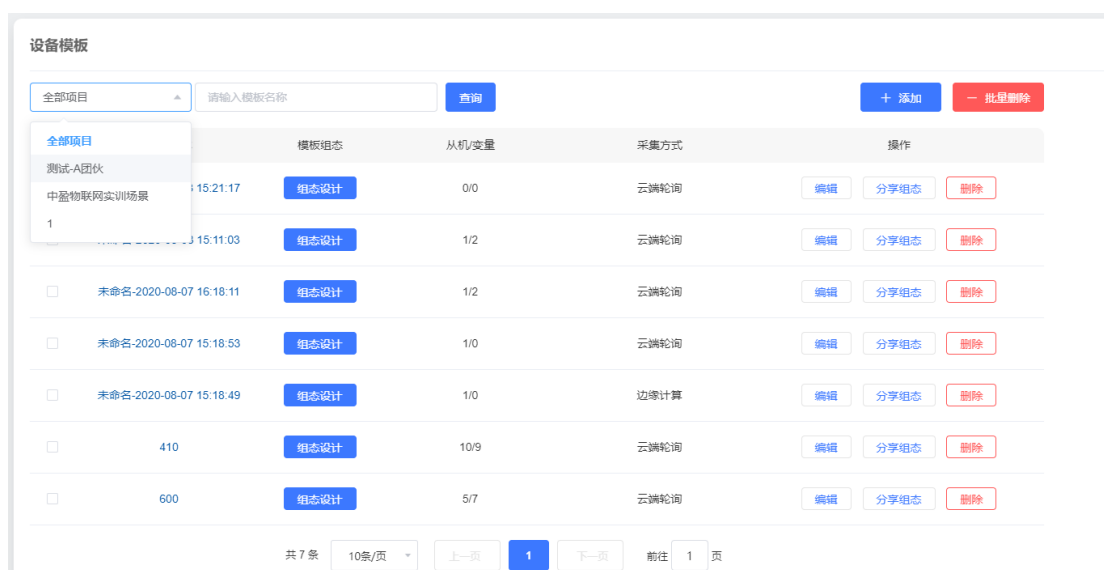 设备模板
全部项目 请输入模板名称 查询 + 添加 — 批量删除
全部项目
模板组态 从机/变量 采集方式 操作
测试-A团伙
15:21:17 组态设计 0/0 云端轮询 编辑 分享组态 删除
中盈物联网实训场景
1
15:11:03 组态设计 1/2 云端轮询 编辑 分享组态 删除
未命名-2020-08-07 16:18:11 组态设计 1/2 云端轮询 编辑 分享组态 删除
未命名-2020-08-07 15:18:53 组态设计 1/0 云端轮询 编辑 分享组态 删除
未命名-2020-08-07 15:18:49 组态设计 1/0 边缘计算 编辑 分享组态 删除
410 组态设计 10/9 云端轮询 编辑 分享组态 删除
600 组态设计 5/7 云端轮询 编辑 分享组态 删除
共 7 条 10条/页 上一页 1 下一页 前往 1 页